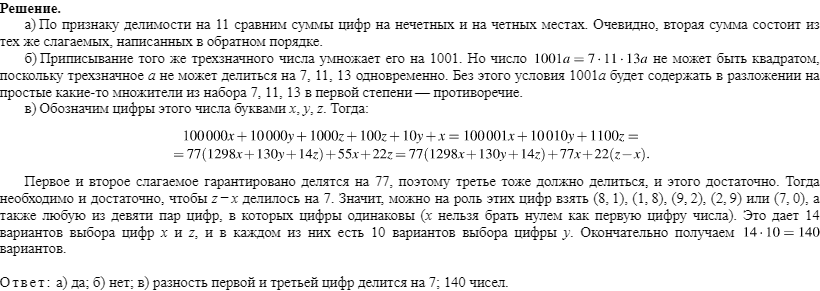 Решение.
а) По признаку делимости на 11 сравним суммы цифр на нечетных и на четных местах. Очевидно, вторая сумма состоит из
тех же слагаемых, написанных в обратном порядке.
б) Приписывание того же трехзначного числа умножает его на 1001. Но число 1001a = 7 · 11 · 13a не может быть квадратом,
поскольку трехзначное a не может делиться на 7, 11, 13 одновременно. Без этого условия 1001a будет содержать в разложении на
простые какие-то множители из набора 7, 11, 13 в первой степени — противоречие.
в) Обозначим цифры этого числа буквами x, y, z. Тогда:
100000x + 10000y + 1000z + 100z + 10y + x = 100001x + 10010y + 1100z =
= 77(1298x + 130y + 14z) + 55x + 22z = 77(1298x + 130y + 14z) + 77x + 22(z − x).
Первое и второе слагаемое гарантировано делятся на 77, поэтому третье тоже должно делиться, и этого достаточно. Тогда
необходимо и достаточно, чтобы z − x делилось на 7. Значит, можно на роль этих цифр взять (8, 1), (1, 8), (9, 2), (2, 9) или (7, 0), а
также любую из девяти пар цифр, в которых цифры одинаковы (x нельзя брать нулем как первую цифру числа). Это дает 14
вариантов выбора цифр x и z, и в каждом из них есть 10 вариантов выбора цифры y. Окончательно получаем 14 · 10 = 140
вариантов.
Ответ: а) да; б) нет; в) разность первой и третьей цифр делится на 7; 140 чисел.